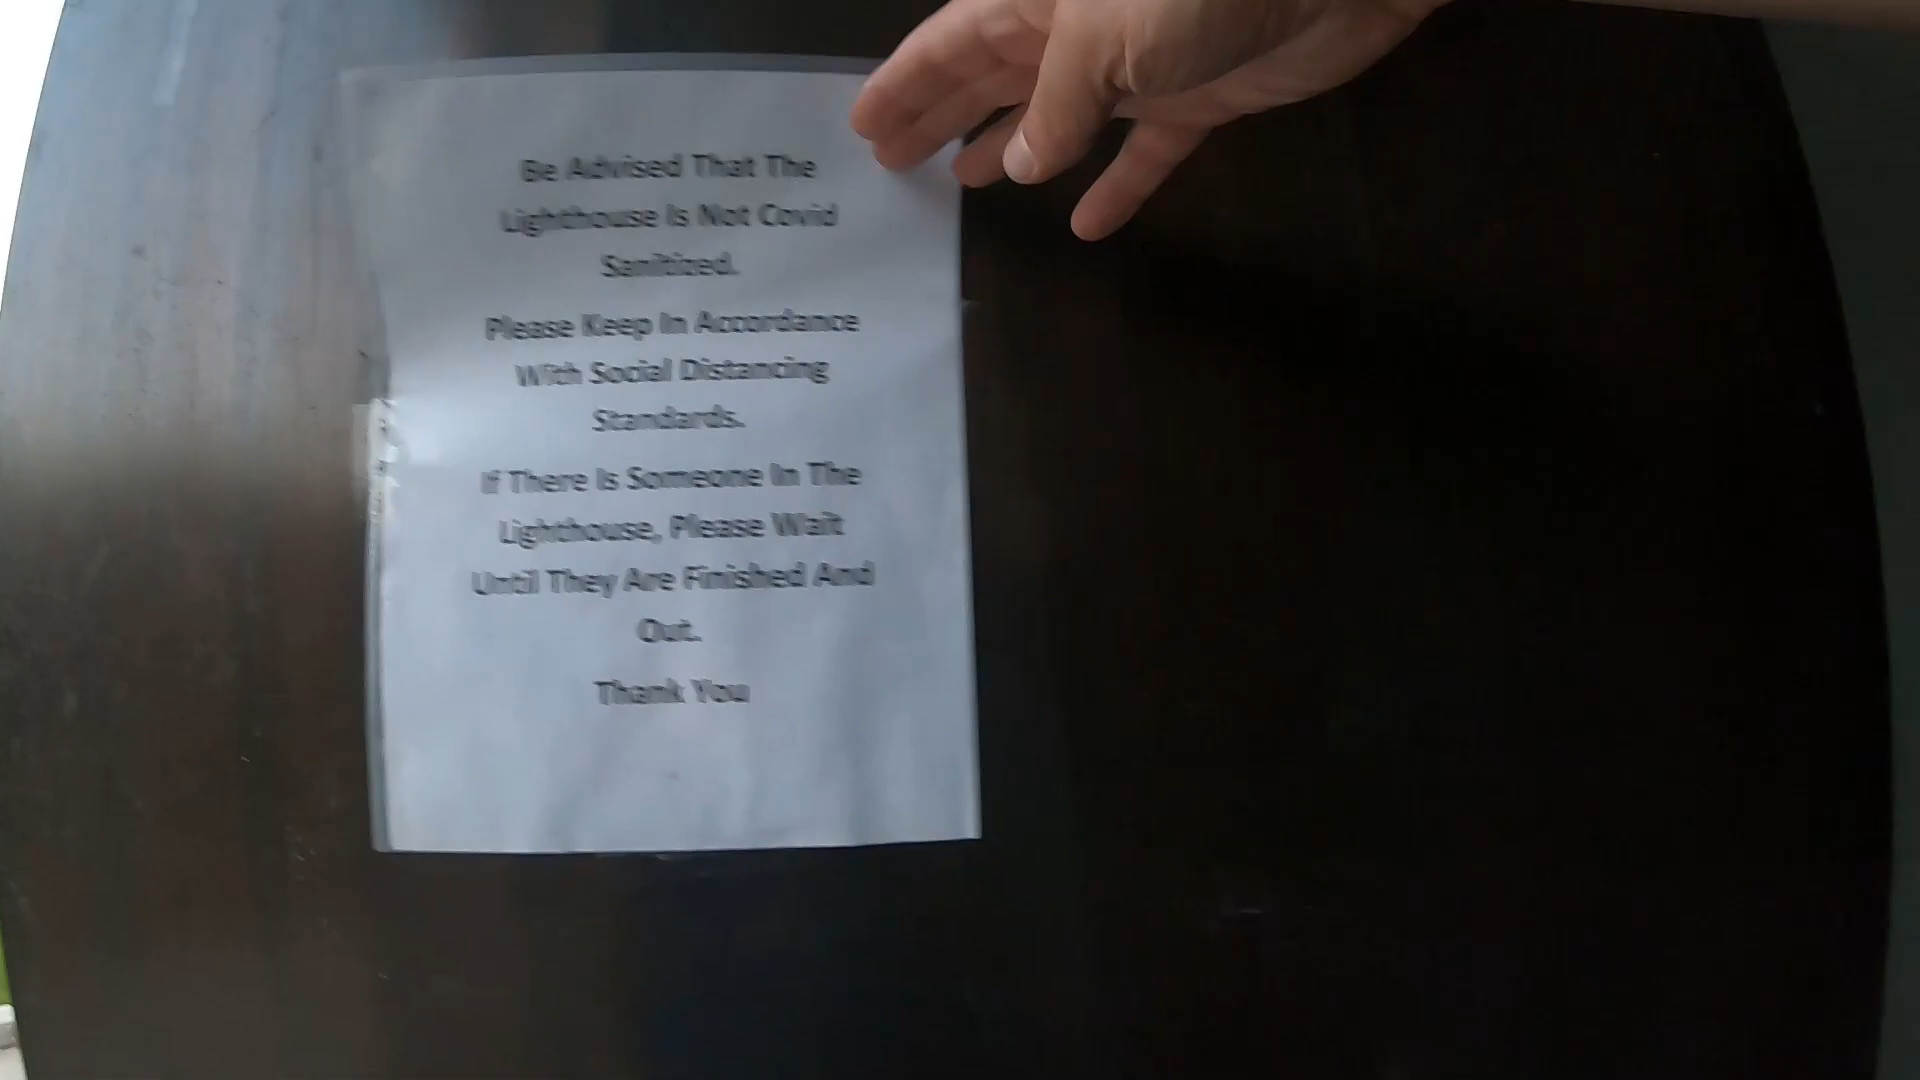 Be Advised That The
Lighthouse Is Not Covid
Sanitized.
Please Keep In Accordance
With Social Distancing
Standards.
If There Is Someone In The
Lighthouse, Please Wait
Until They Are Finished And
Out.
Thank You